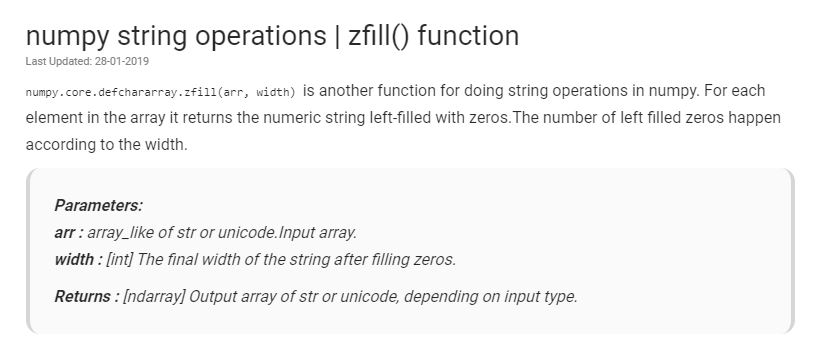 numpy string operations | zfill() function
Last Updated: 28-01-2019
numpy.core.defchararray.zfill(arr, width) is another function for doing string operations in numpy. For each
element in the array it returns the numeric string left-filled with zeros.The number of left filled zeros happen
according to the width.
Parameters:
arr : array_like of str or unicode.Input array.
width : [int] The final width of the string after filling zeros.
Returns : [ndarray] Output array of str or unicode, depending on input type.